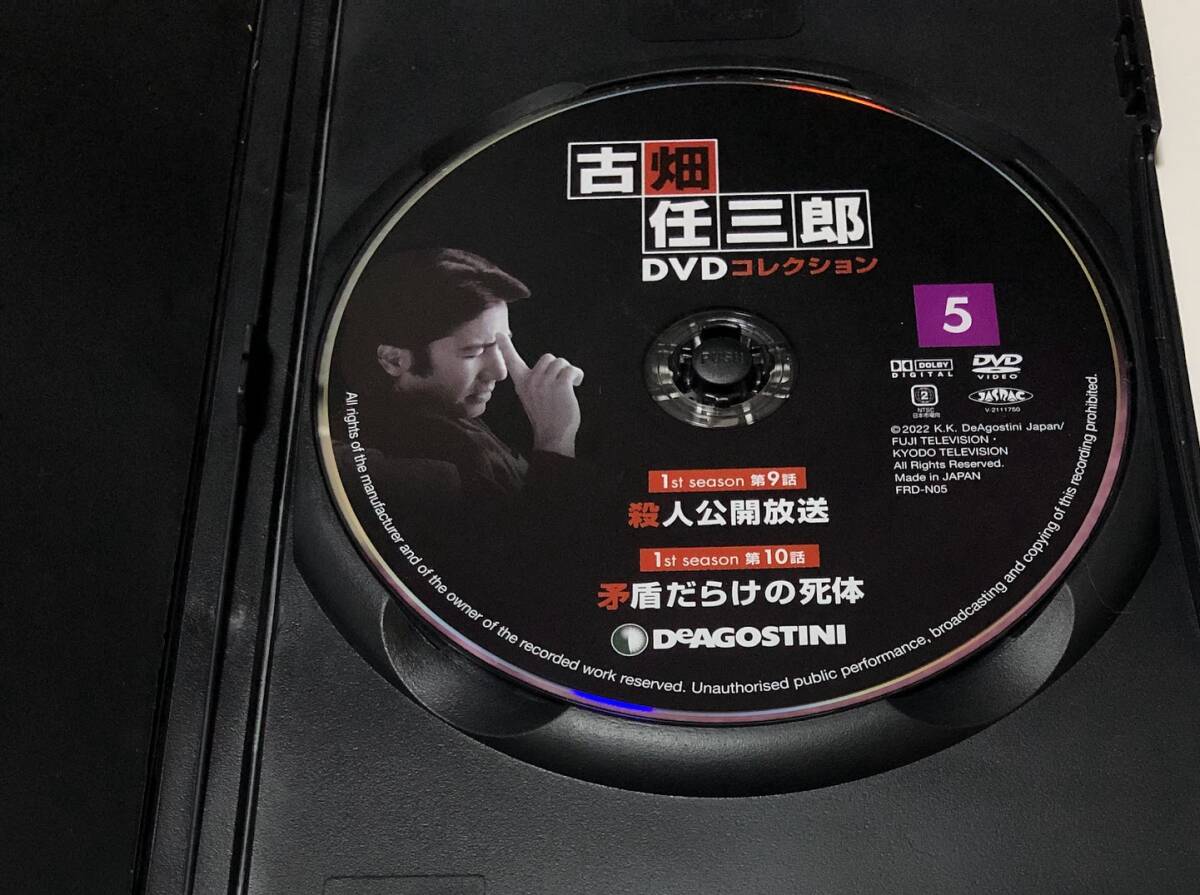 古畑
任三郎
DVDコレクション
5
DOLBY
DIGITAL
DVD
VIDEO
2
NTSC
日本市場向
JASRAC
V-2111750
©2022 K.K. DeAgostini Japan/
FUJI TELEVISION・
KYODO TELEVISION
All Rights Reserved.
Made in JAPAN
FRD-N05
1st season 第9話
殺人公開放送
1st season 第10話
矛盾だらけの死体
DeAGOSTINI
All rights of the manufacturer and of the owner of the recorded work reserved. Unauthorised public performance, broadcasting and copying of this recording prohibited.
PUSH